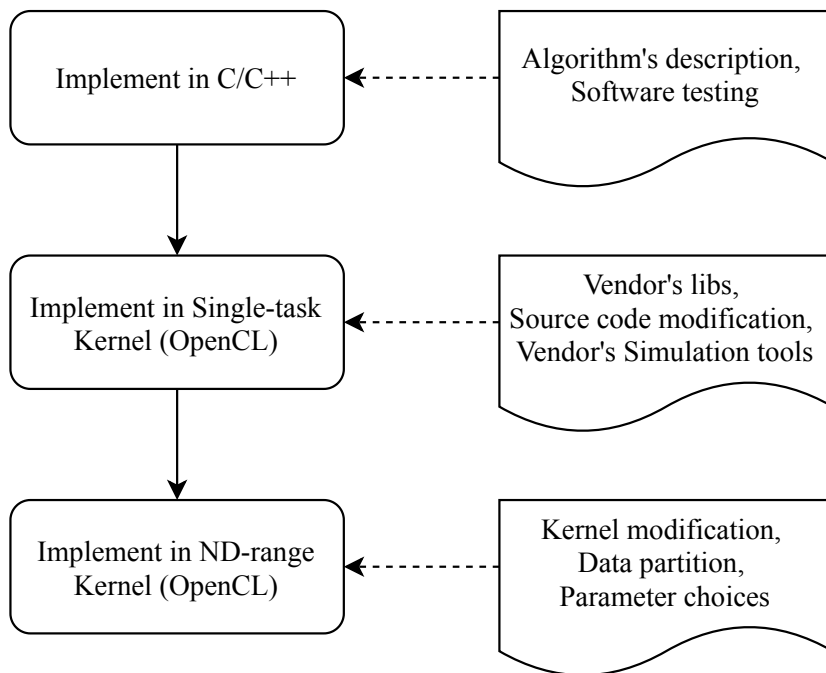 Implement in C/C++
Algorithm's description,
Software testing
Implement in Single-task
Kernel (OpenCL)
Vendor's libs,
Source code modification,
Vendor's Simulation tools
Implement in ND-range
Kernel (OpenCL)
Kernel modification,
Data partition,
Parameter choices